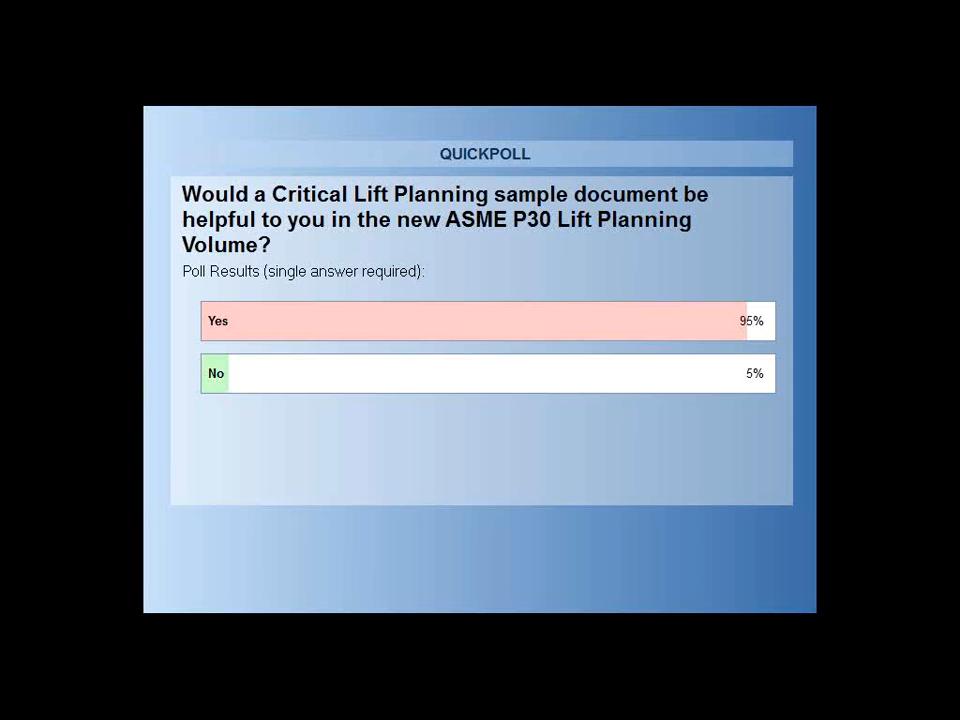 QUICKPOLL
Would a Critical Lift Planning sample document be
helpful to you in the new ASME P30 Lift Planning
Volume?
Poll Results (single answer required):
Yes 95%
No 5%